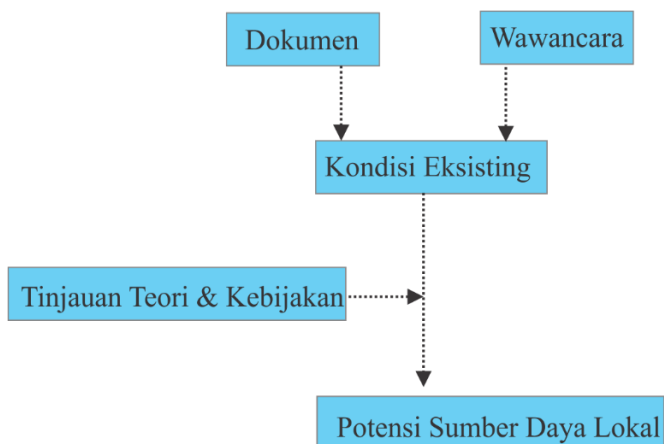 Dokumen
Wawancara
Kondisi Eksisting
Tinjauan Teori & Kebijakan
Potensi Sumber Daya Lokal